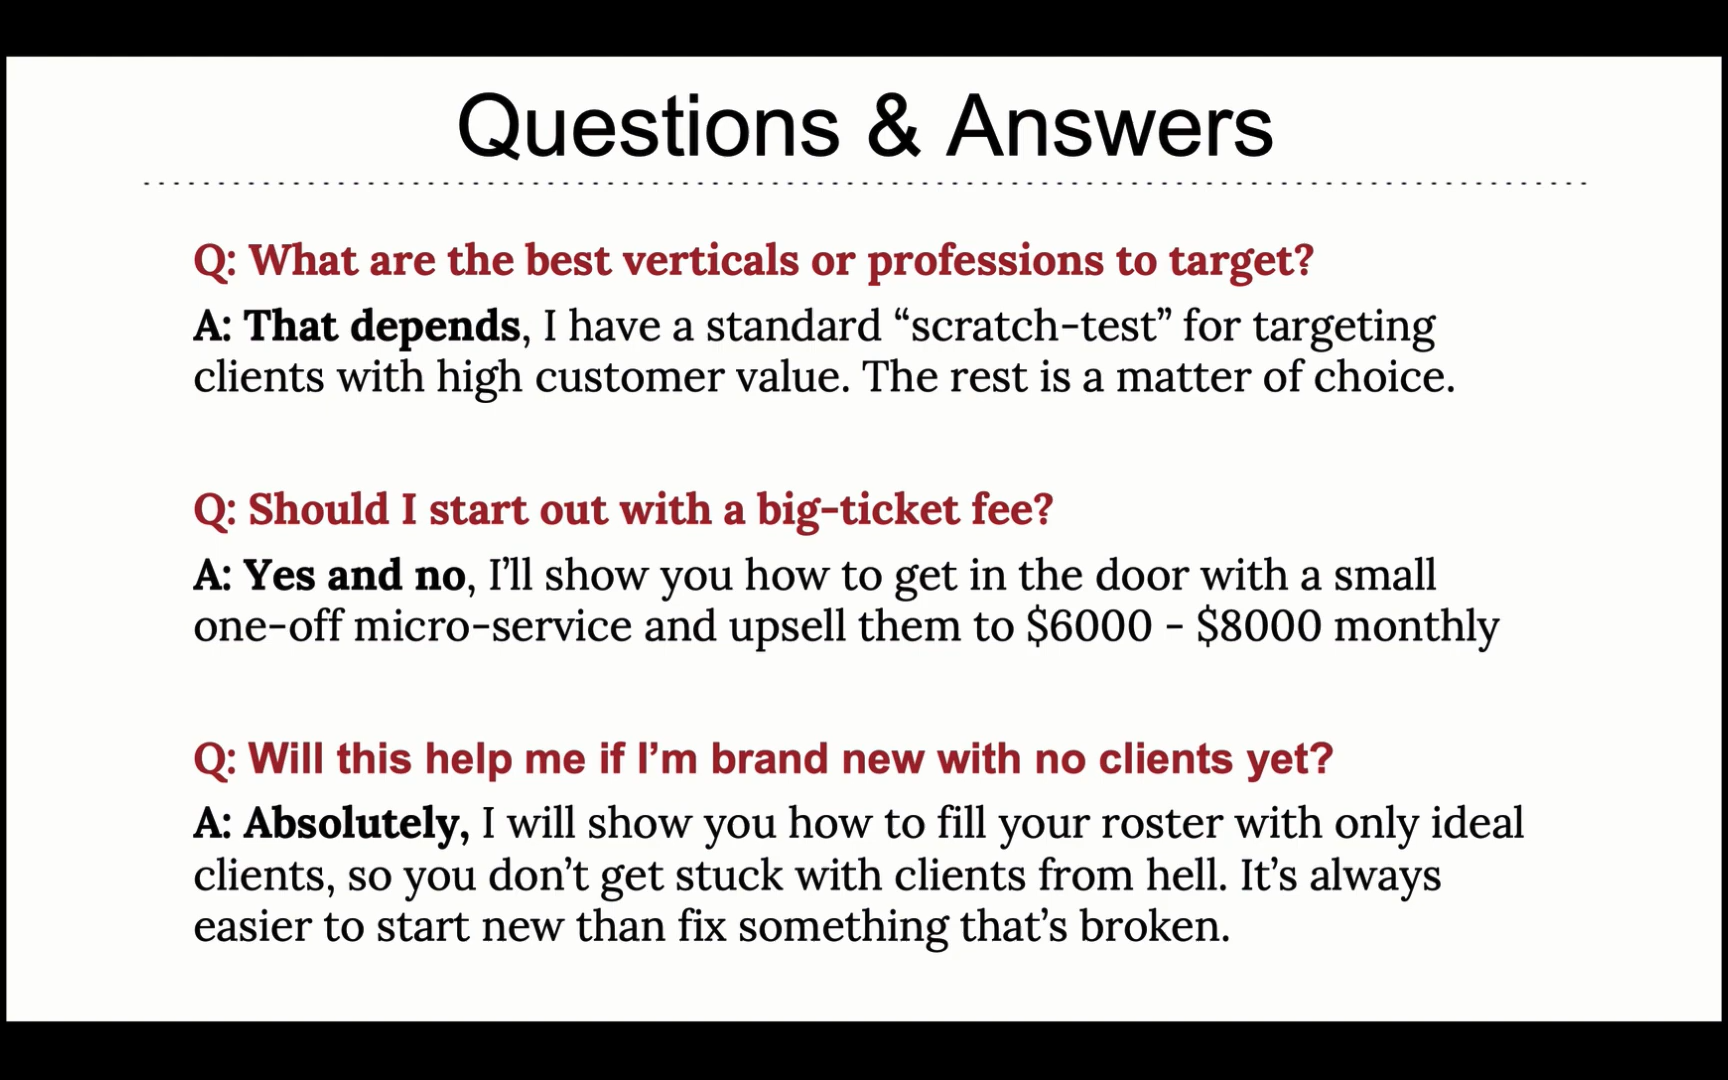 Questions & Answers
Q: What are the best verticals or professions to target?
A: That depends, I have a standard “scratch-test” for targeting
clients with high customer value. The rest is a matter of choice.
Q: Should I start out with a big-ticket fee?
A: Yes and no, I’ll show you how to get in the door with a small
one-off micro-service and upsell them to $6000 - $8000 monthly
Q: Will this help me if I’m brand new with no clients yet?
A: Absolutely, I will show you how to fill your roster with only ideal
clients, so you don’t get stuck with clients from hell. It’s always
easier to start new than fix something that’s broken.